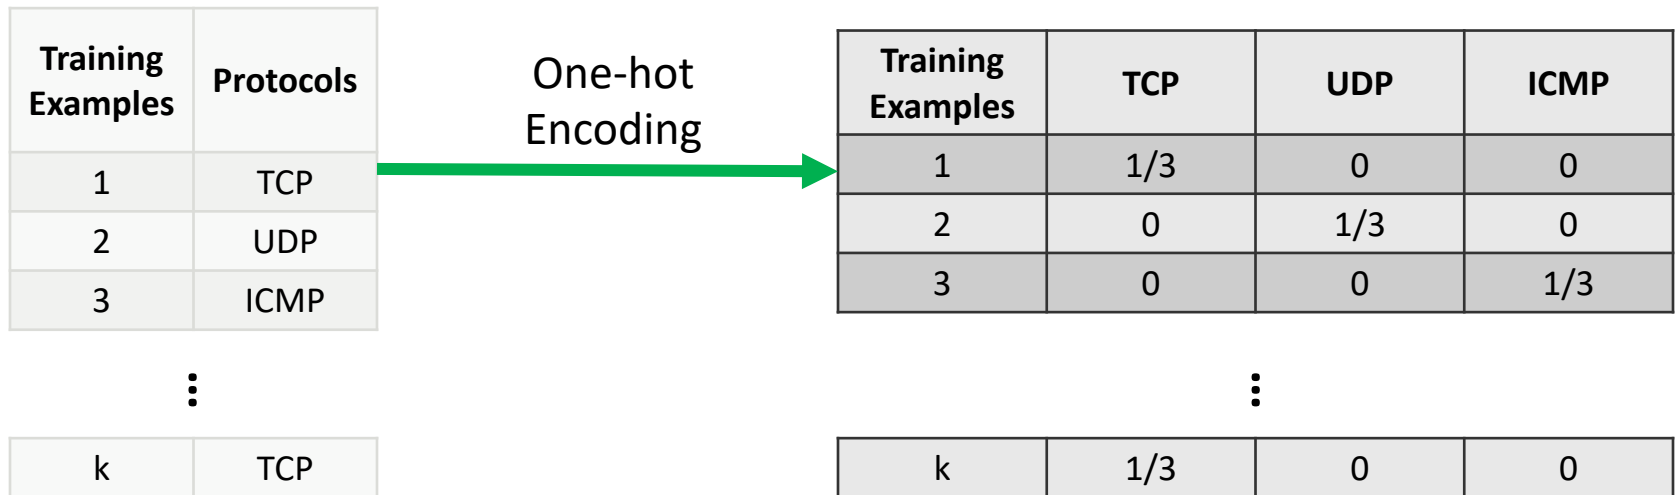 Training Examples Protocols
1 TCP
2 UDP
3 ICMP
⋮
k TCP
One-hot
Encoding
Training Examples TCP UDP ICMP
1 1/3 0 0
2 0 1/3 0
3 0 0 1/3
⋮
k 1/3 0 0